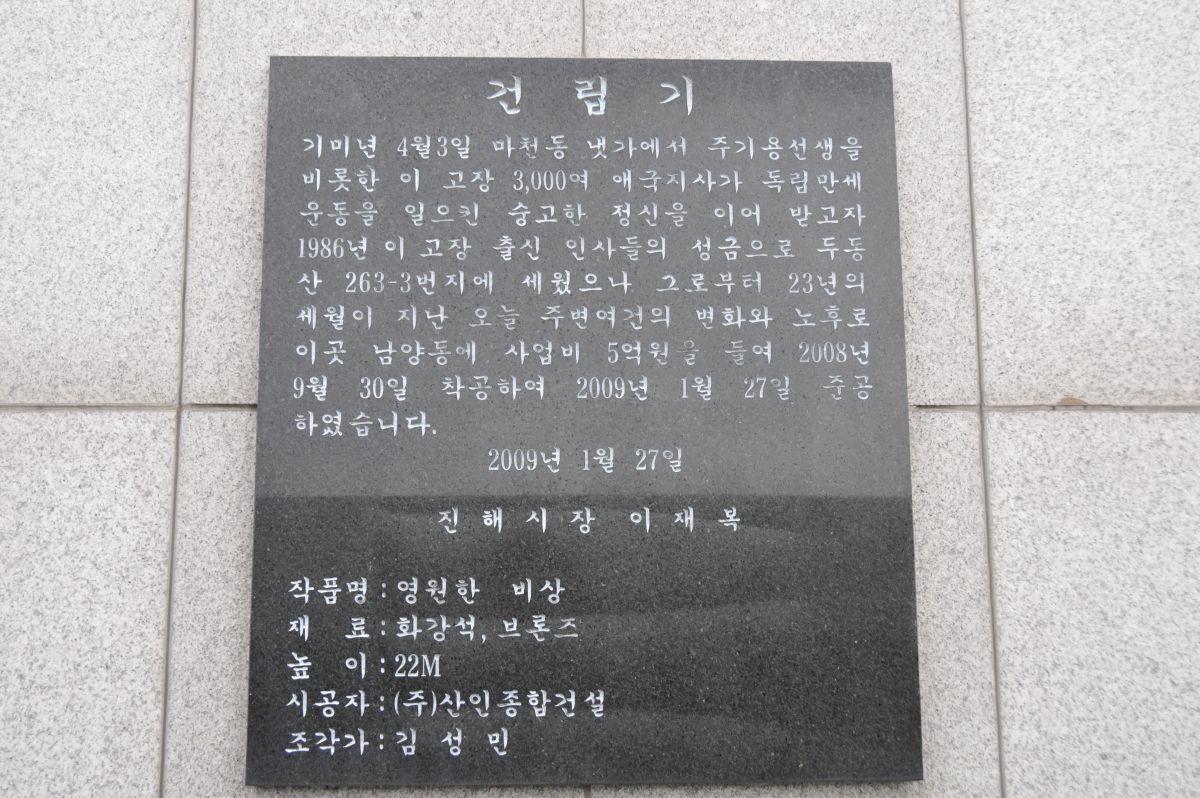 건 립 기
기미년 4월3일 마천동 냇가에서 주기용선생을
비롯한 이 고장 3,000여 애국지사가 독립만세
운동을 일으킨 숭고한 정신을 이어 받고자
1986년 이 고장 출신 인사들의 성금으로 두동
산 263-3번지에 세웠으나 그로부터 23년의
세월이 지난 오늘 주변여건의 변화와 노후로
이곳 남양동에 사업비 5억원을 들여 2008년
9월 30일 착공하여 2009년 1월 27일 준공
하였습니다.
2009년 1월 27일
진 해 시 장 이 재 복
작품명 : 영원한 비상
재 료 : 화강석, 브론즈
높 이 : 22M
시공자 : (주)산인종합건설
조각가 : 김 성 민